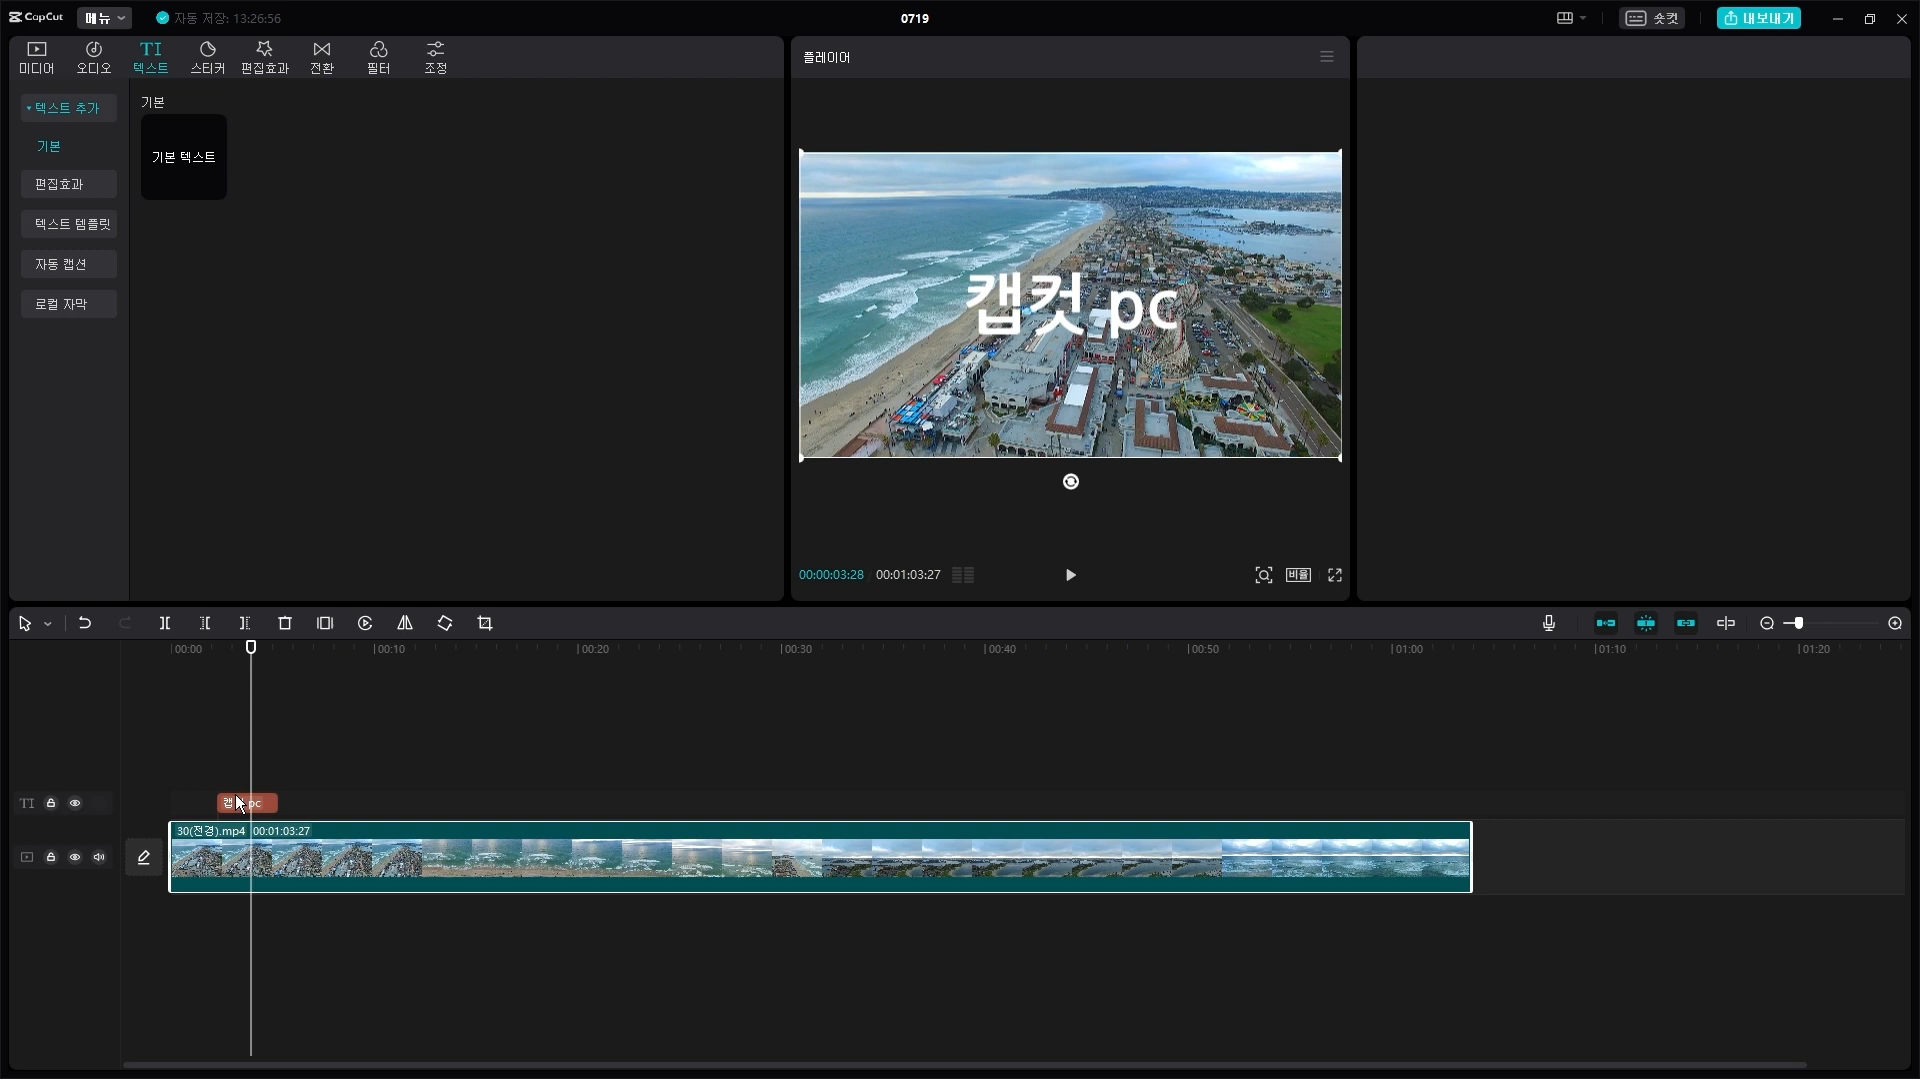 CapCut
메뉴
자동 저장: 13:26:56
0719
숏컷
내보내기
미디어
오디오
TI
텍스트
스티커
편집효과
전환
필터
조정
텍스트 추가
기본
편집효과
텍스트 템플릿
자동 캡션
로컬 자막
기본
기본 텍스트
플레이어
캡컷 pc
00:00:03:28
00:01:03:27
비율
00:00
00:10
00:20
00:30
00:40
00:50
01:00
01:10
01:20
TI
캡 pc
30(전경).mp4 00:01:03:27